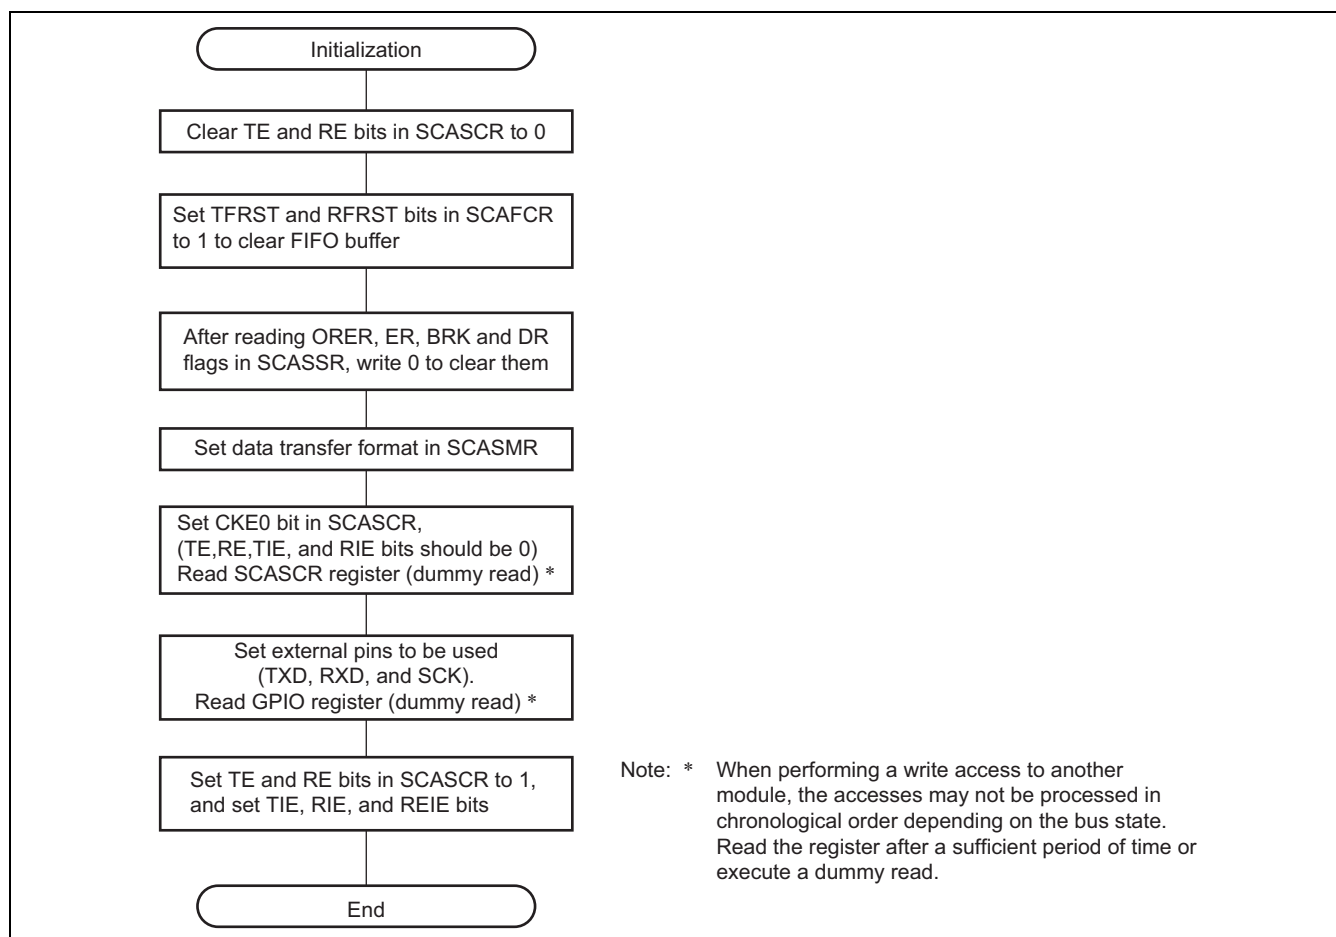 Initialization
Clear TE and RE bits in SCASCR to 0
Set TFRST and RFRST bits in SCAFCR
to 1 to clear FIFO buffer
After reading ORER, ER, BRK and DR
flags in SCASSR, write 0 to clear them
Set data transfer format in SCASMR
Set CKE0 bit in SCASCR,
(TE,RE,TIE, and RIE bits should be 0)
Read SCASCR register (dummy read) *
Set external pins to be used
(TXD, RXD, and SCK).
Read GPIO register (dummy read) *
Set TE and RE bits in SCASCR to 1,
and set TIE, RIE, and REIE bits
End
Note: * When performing a write access to another
module, the accesses may not be processed in
chronological order depending on the bus state.
Read the register after a sufficient period of time or
execute a dummy read.